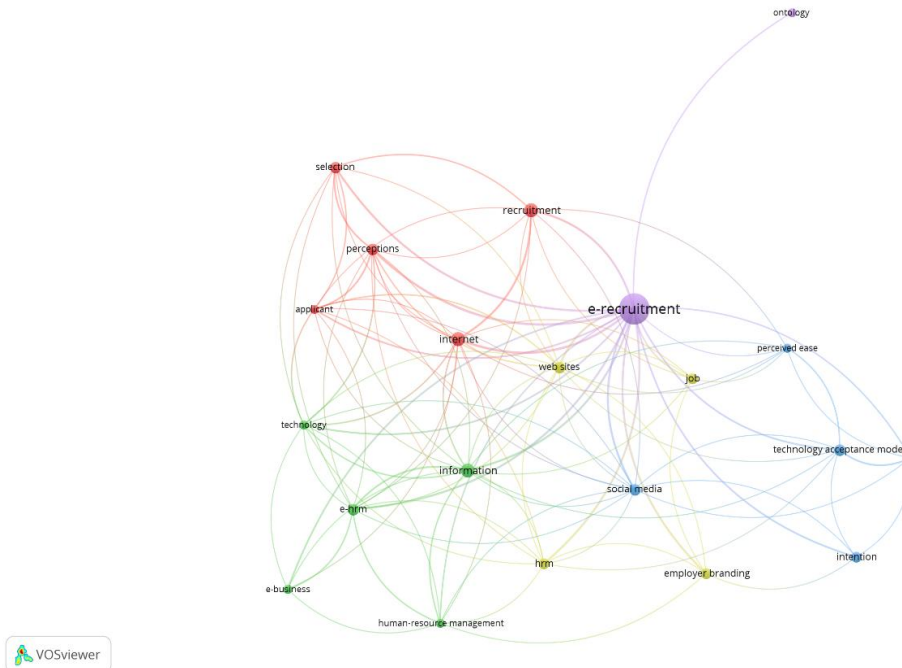 ontology
selection
recruitment
perceptions
e-recruitment
applicant
internet
perceived ease
web sites
job
technology
technology acceptance mode
information
social media
e-hrm
intention
hrm
employer branding
e-business
human-resource management
VOSviewer